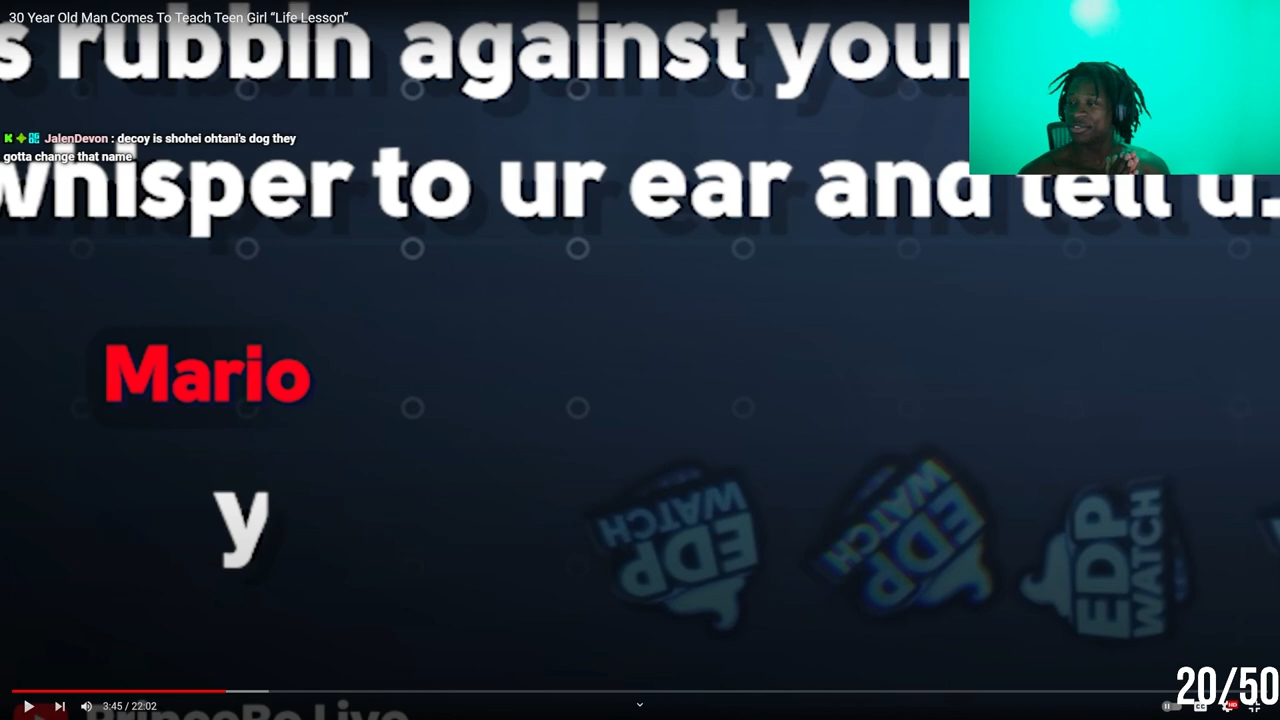 30 Year Old Man Comes To Teach Teen Girl “Life Lesson”
s rubbin against your
JalenDevon : decoy is shohei ohtani's dog they
gotta change that name
whisper to ur ear and tell u.
Mario
y
EDP WATCH
EDP WATCH
EDP WATCH
20/50
3:45 / 22:02
PrinceBo Live